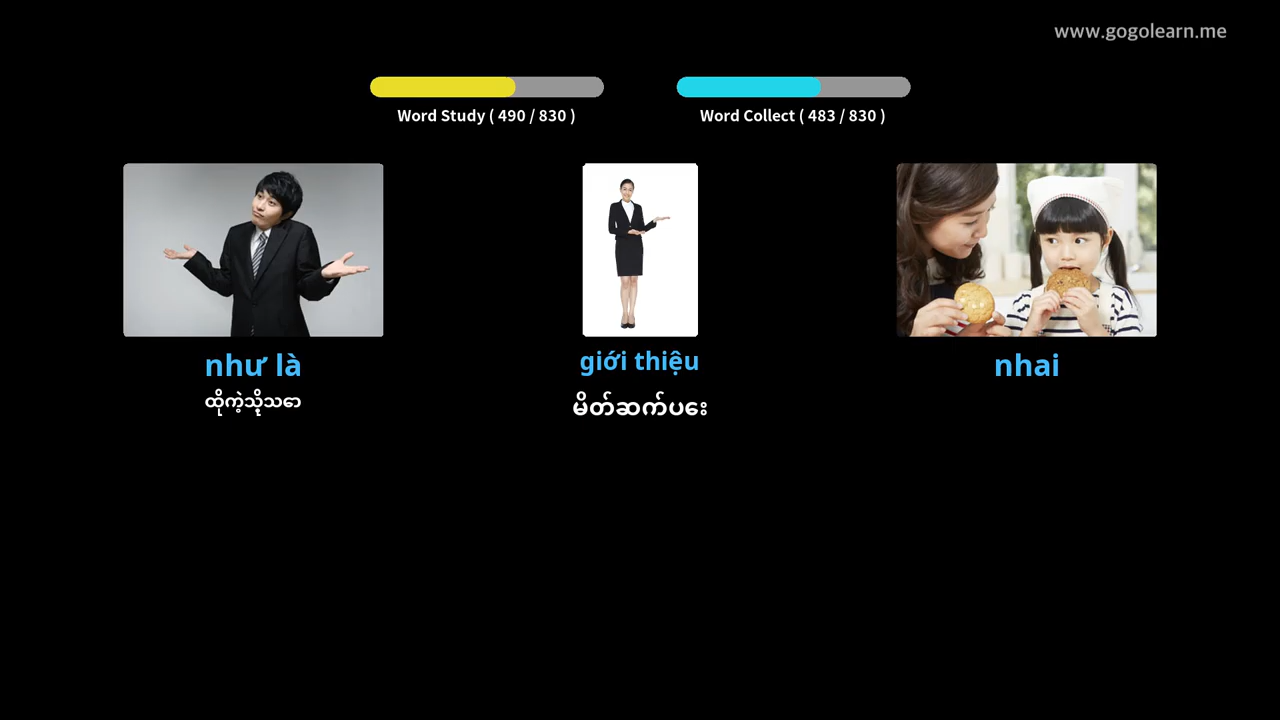 www.gogolearn.me
Word Study ( 490 / 830 )
Word Collect ( 483 / 830 )
như là
giới thiệu
nhai
ထိုကဲ့သို့သော
မိတ်ဆက်ပေး